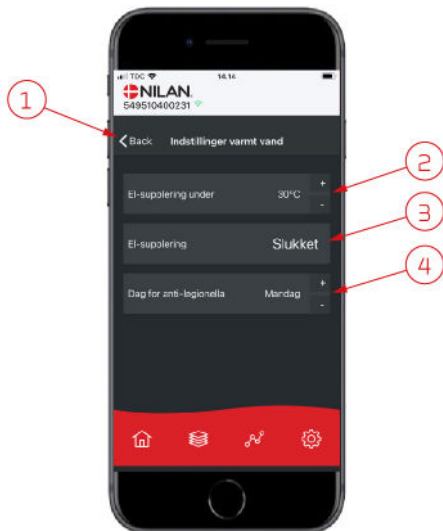 TDC 14.14
NILAN.
549510400231
1
Back Indstillinger varmt vand
El-supplering under 30°C + -
2
El-supplering Slukket
3
Dag for anti-legionella Mandag + -
4